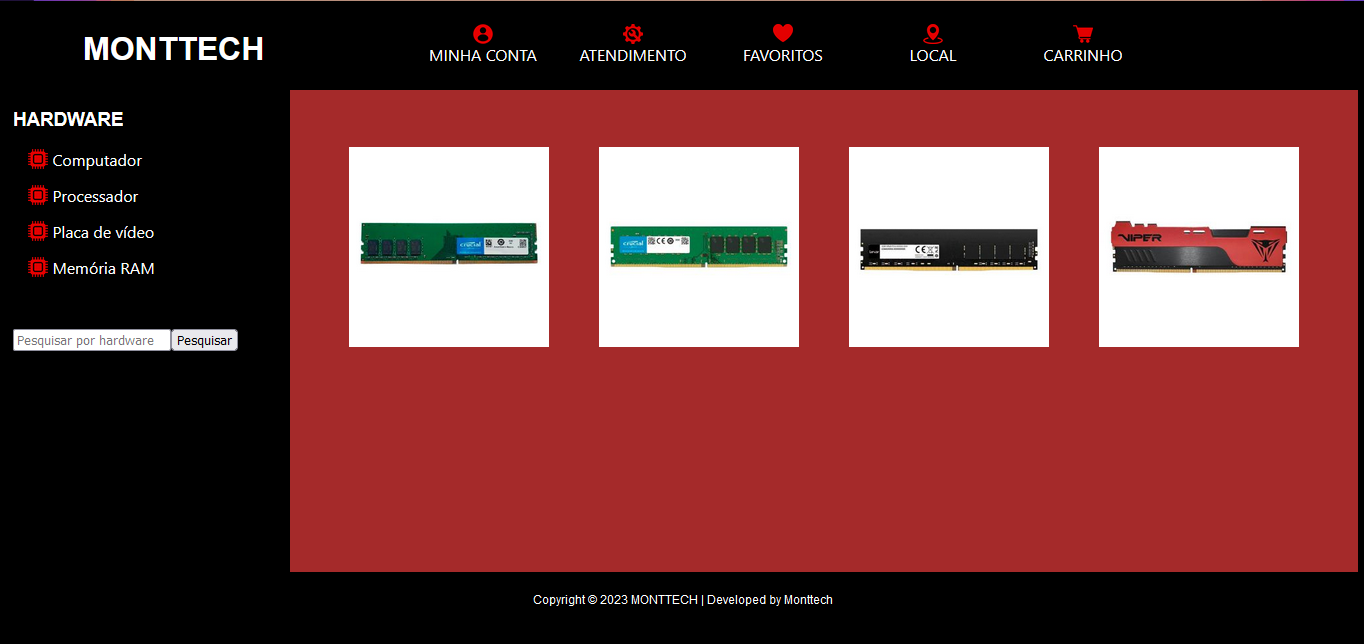 MONTTECH
MINHA CONTA
ATENDIMENTO
FAVORITOS
LOCAL
CARRINHO
HARDWARE
Computador
Processador
Placa de vídeo
Memória RAM
Pesquisar por hardware
Pesquisar
crucial
crucial
VIPER
Copyright © 2023 MONTTECH | Developed by Monttech